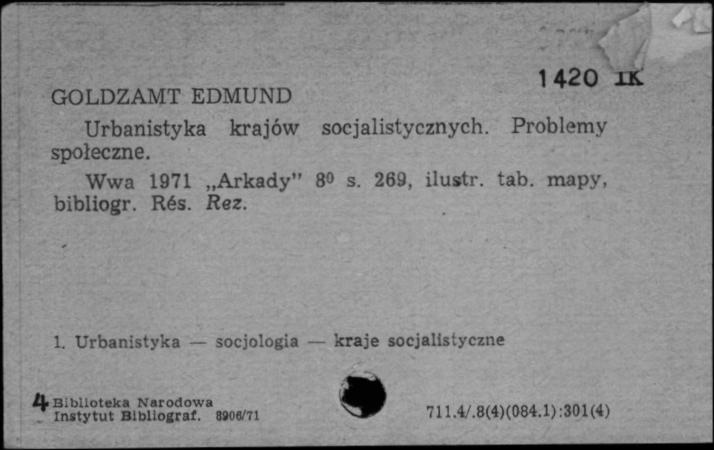 1420 IK
GOLDZAMT EDMUND
Urbanistyka krajów socjalistycznych. Problemy
społeczne.
Wwa 1971 „Arkady” 8⁰ s. 269, ilustr. tab. mapy,
bibliogr. Rés. Rez.
1. Urbanistyka — socjologia — kraje socjalistyczne
4 Biblioteka Narodowa
Instytut Bibliograf. 8906/71
711.4/.8(4)(084.1):301(4)